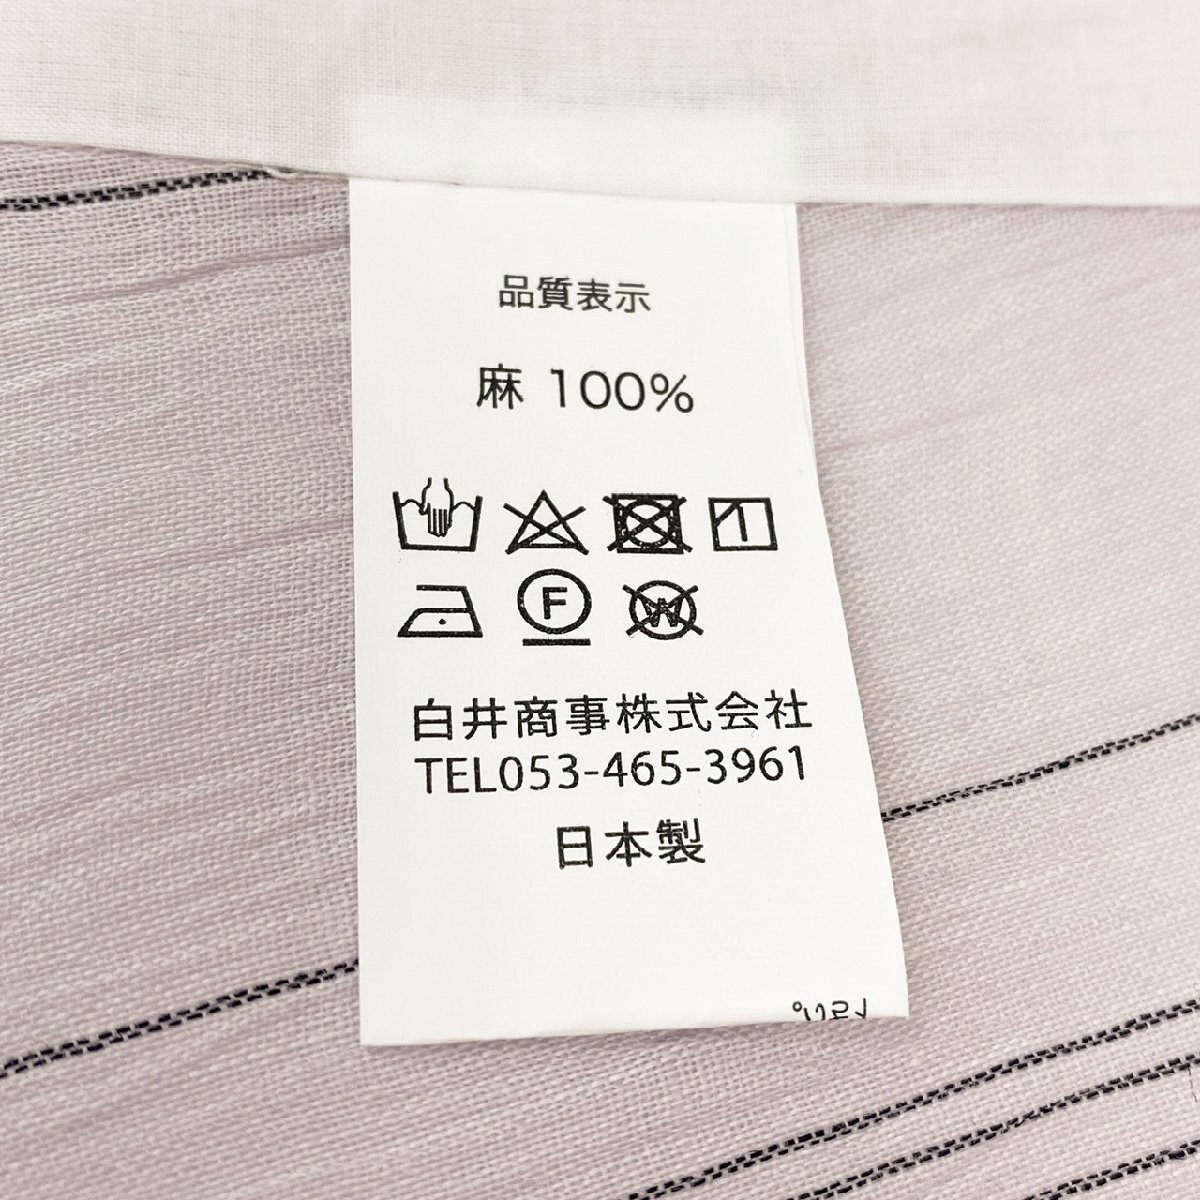 品質表示
麻 100%
F
W
白井商事株式会社
TEL053-465-3961
日本製